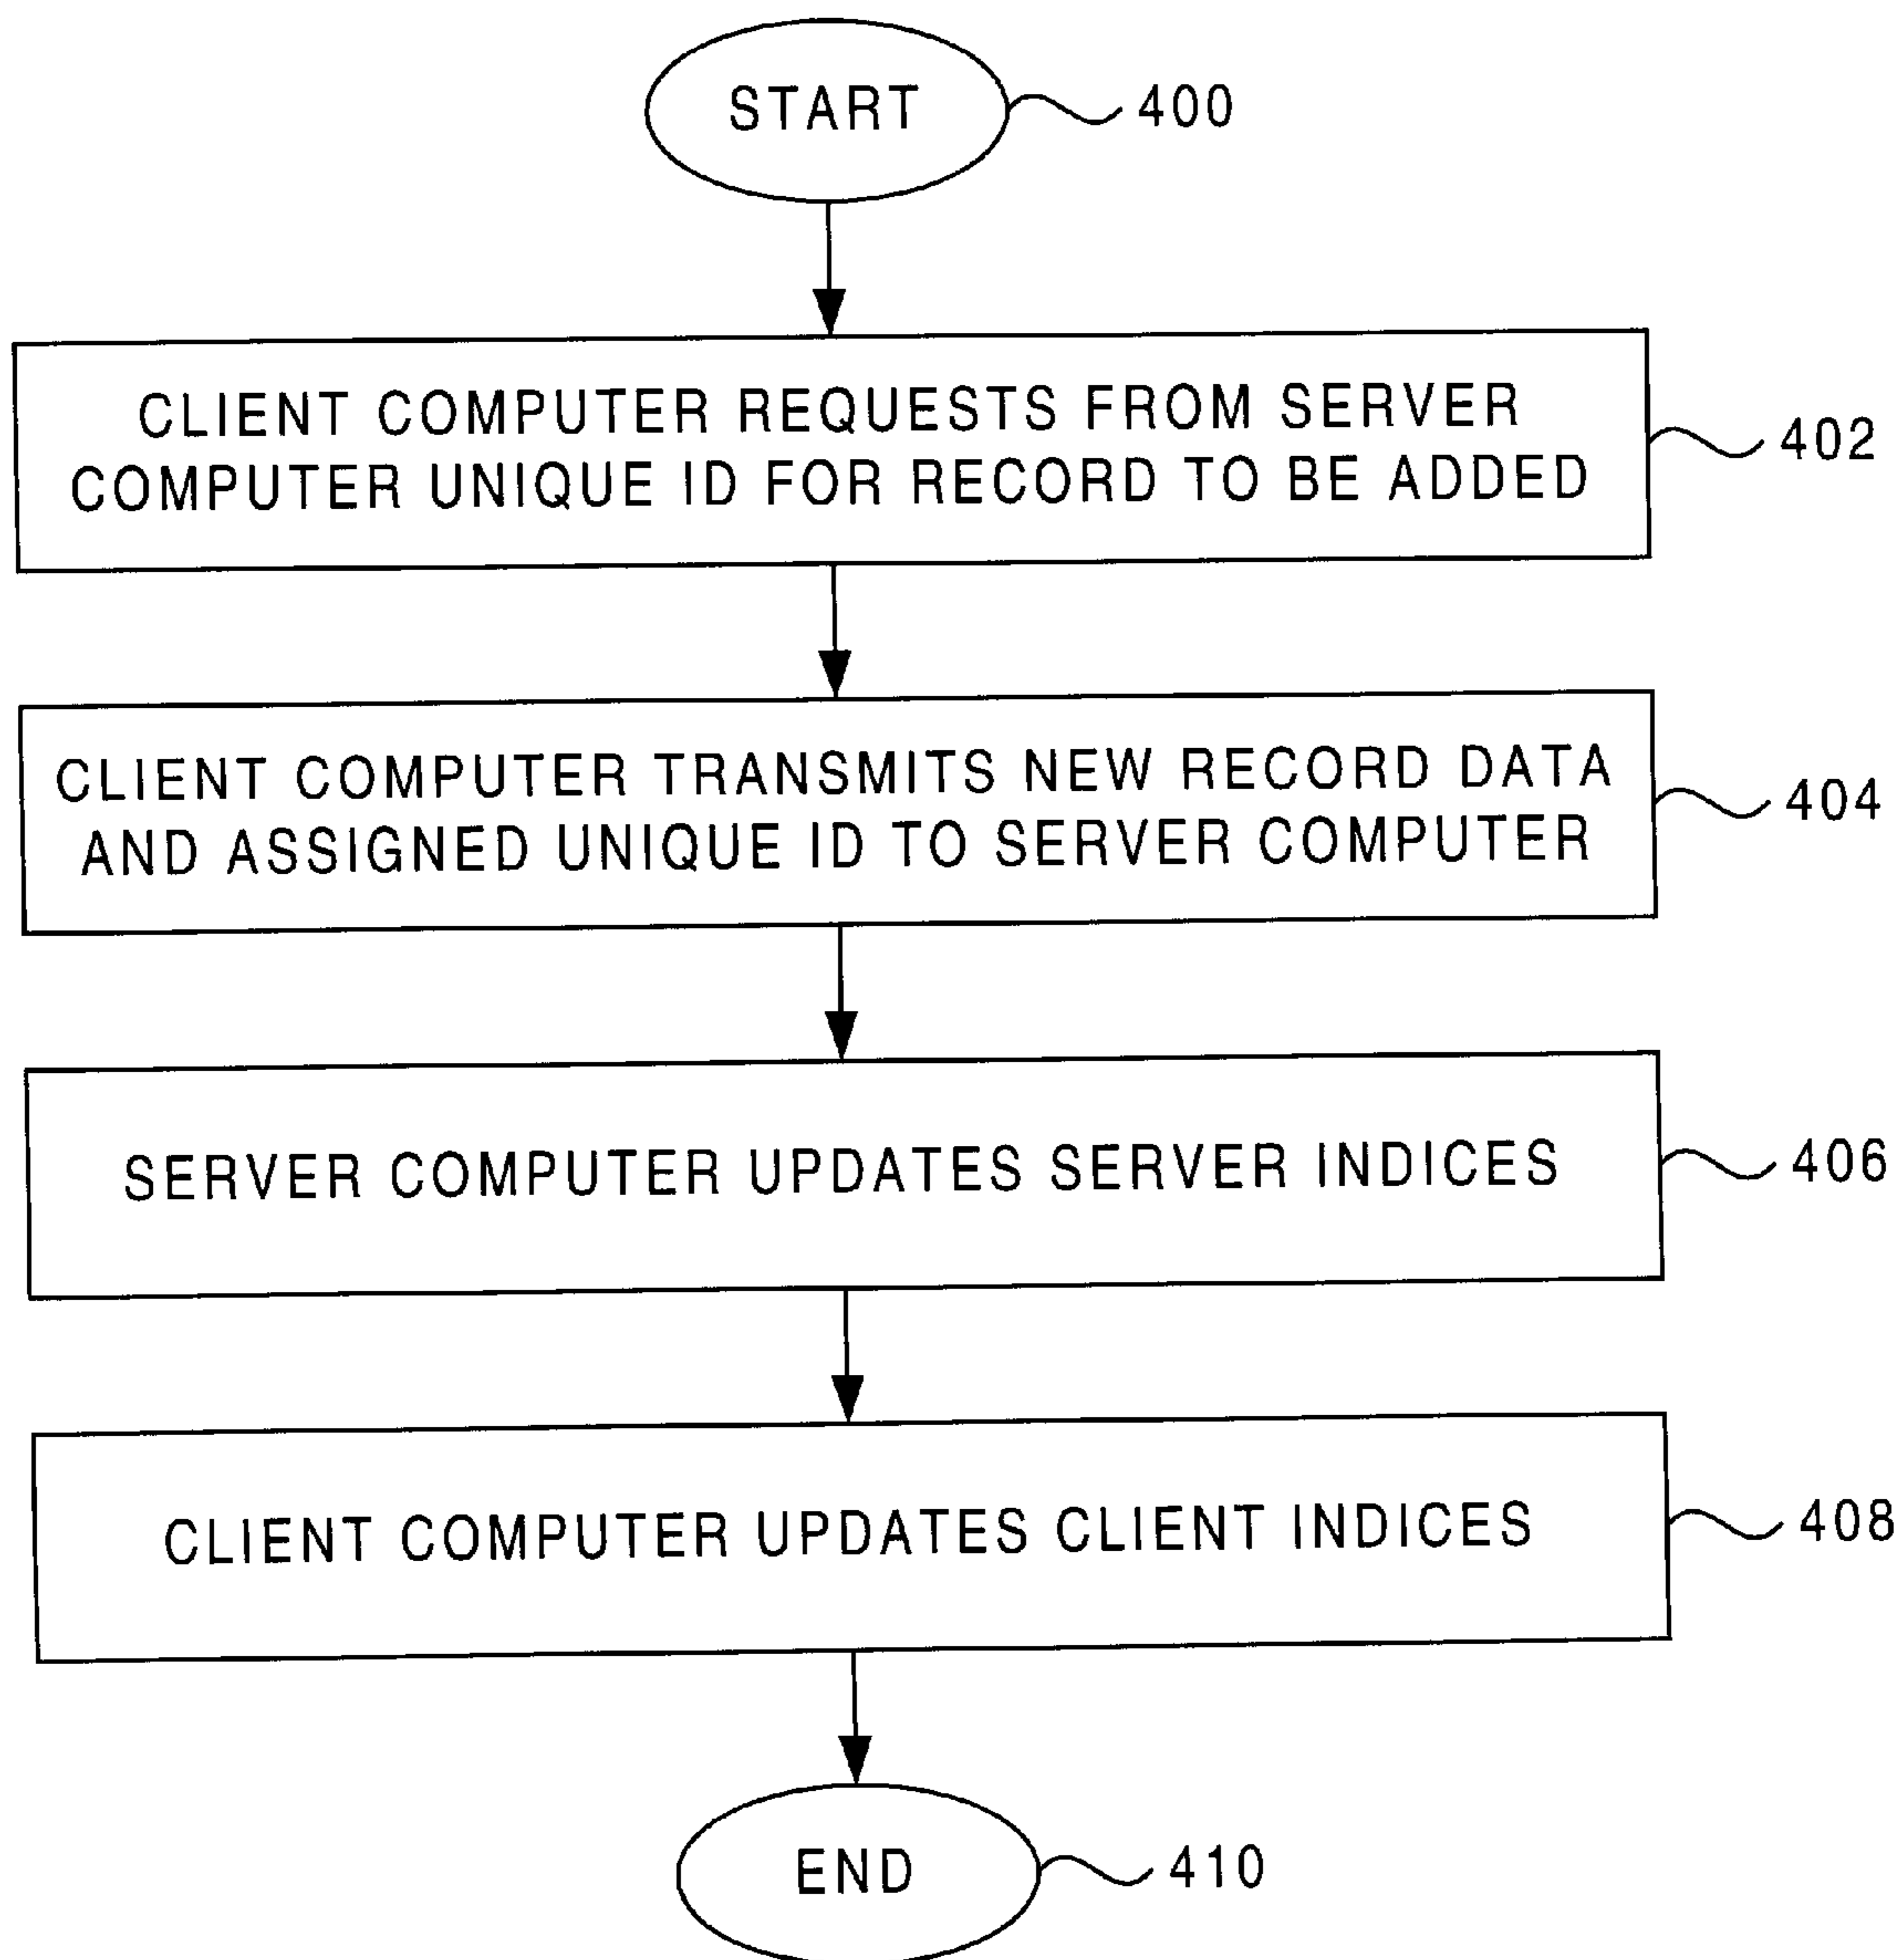 START
400
CLIENT COMPUTER REQUESTS FROM SERVER
COMPUTER UNIQUE ID FOR RECORD TO BE ADDED
402
CLIENT COMPUTER TRANSMITS NEW RECORD DATA
AND ASSIGNED UNIQUE ID TO SERVER COMPUTER
404
SERVER COMPUTER UPDATES SERVER INDICES
406
CLIENT COMPUTER UPDATES CLIENT INDICES
408
END
410